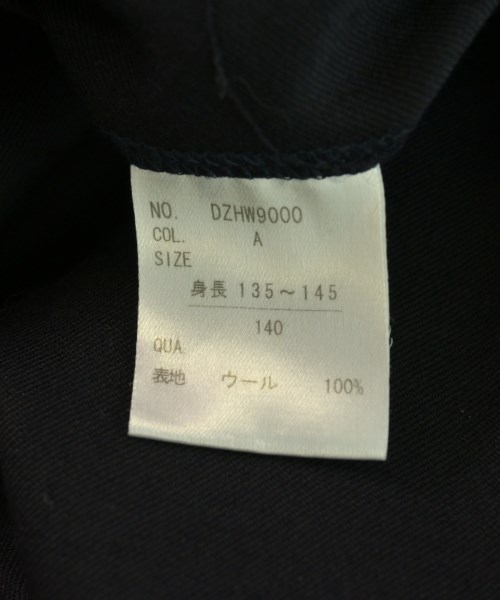 NO. DZHW9000
COL. A
SIZE
身長 135～145
140
QUA
表地 ウール 100%